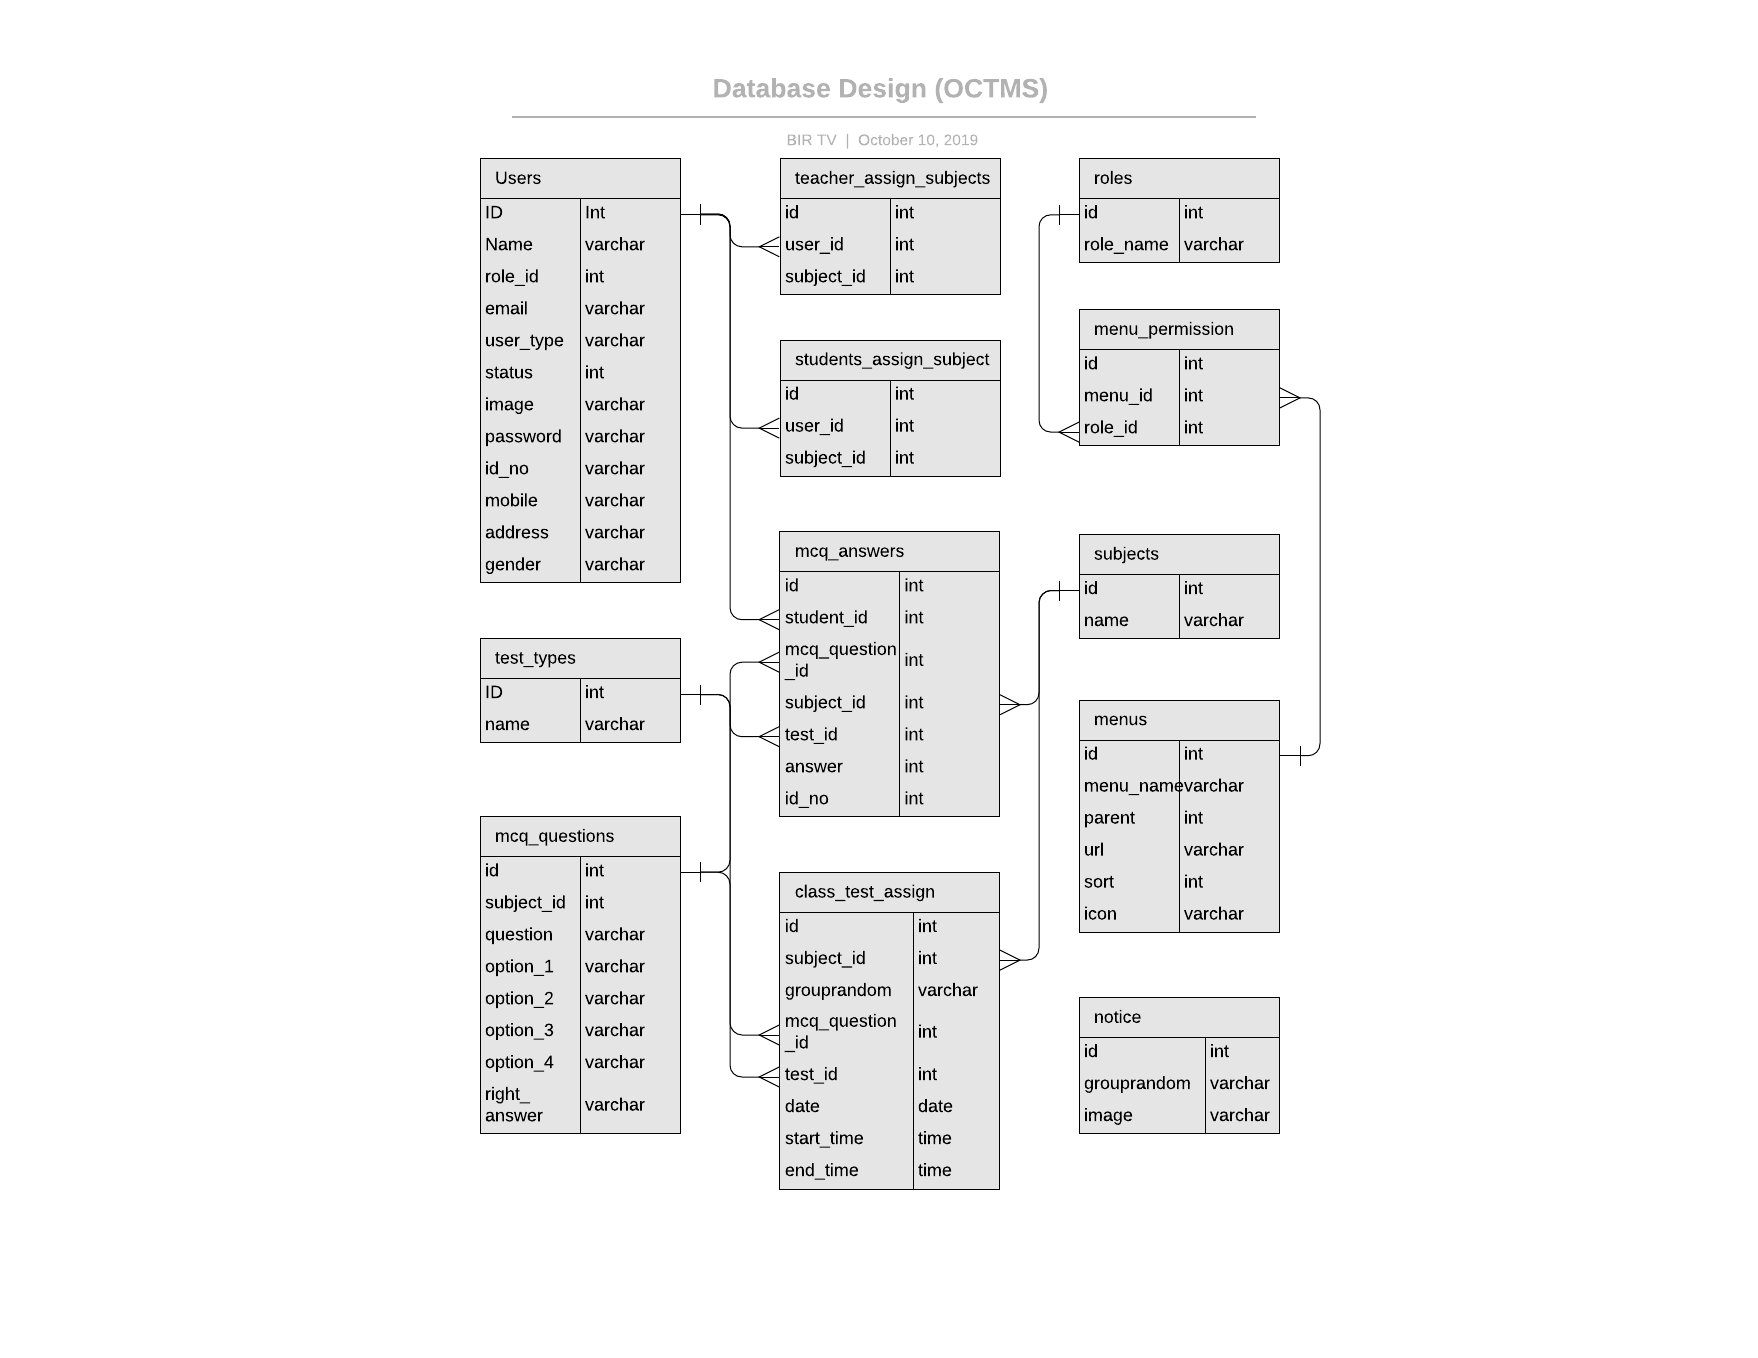 Database Design (OCTMS)
BIR TV | October 10, 2019
Users
ID Int
Name varchar
role_id int
email varchar
user_type varchar
status int
image varchar
password varchar
id_no varchar
mobile varchar
address varchar
gender varchar
test_types
ID int
name varchar
mcq_questions
id int
subject_id int
question varchar
option_1 varchar
option_2 varchar
option_3 varchar
option_4 varchar
right_
answer varchar
teacher_assign_subjects
id int
user_id int
subject_id int
students_assign_subject
id int
user_id int
subject_id int
mcq_answers
id int
student_id int
mcq_question
_id int
subject_id int
test_id int
answer int
id_no int
class_test_assign
id int
subject_id int
grouprandom varchar
mcq_question
_id int
test_id int
date date
start_time time
end_time time
roles
id int
role_name varchar
menu_permission
id int
menu_id int
role_id int
subjects
id int
name varchar
menus
id int
menu_name varchar
parent int
url varchar
sort int
icon varchar
notice
id int
grouprandom varchar
image varchar